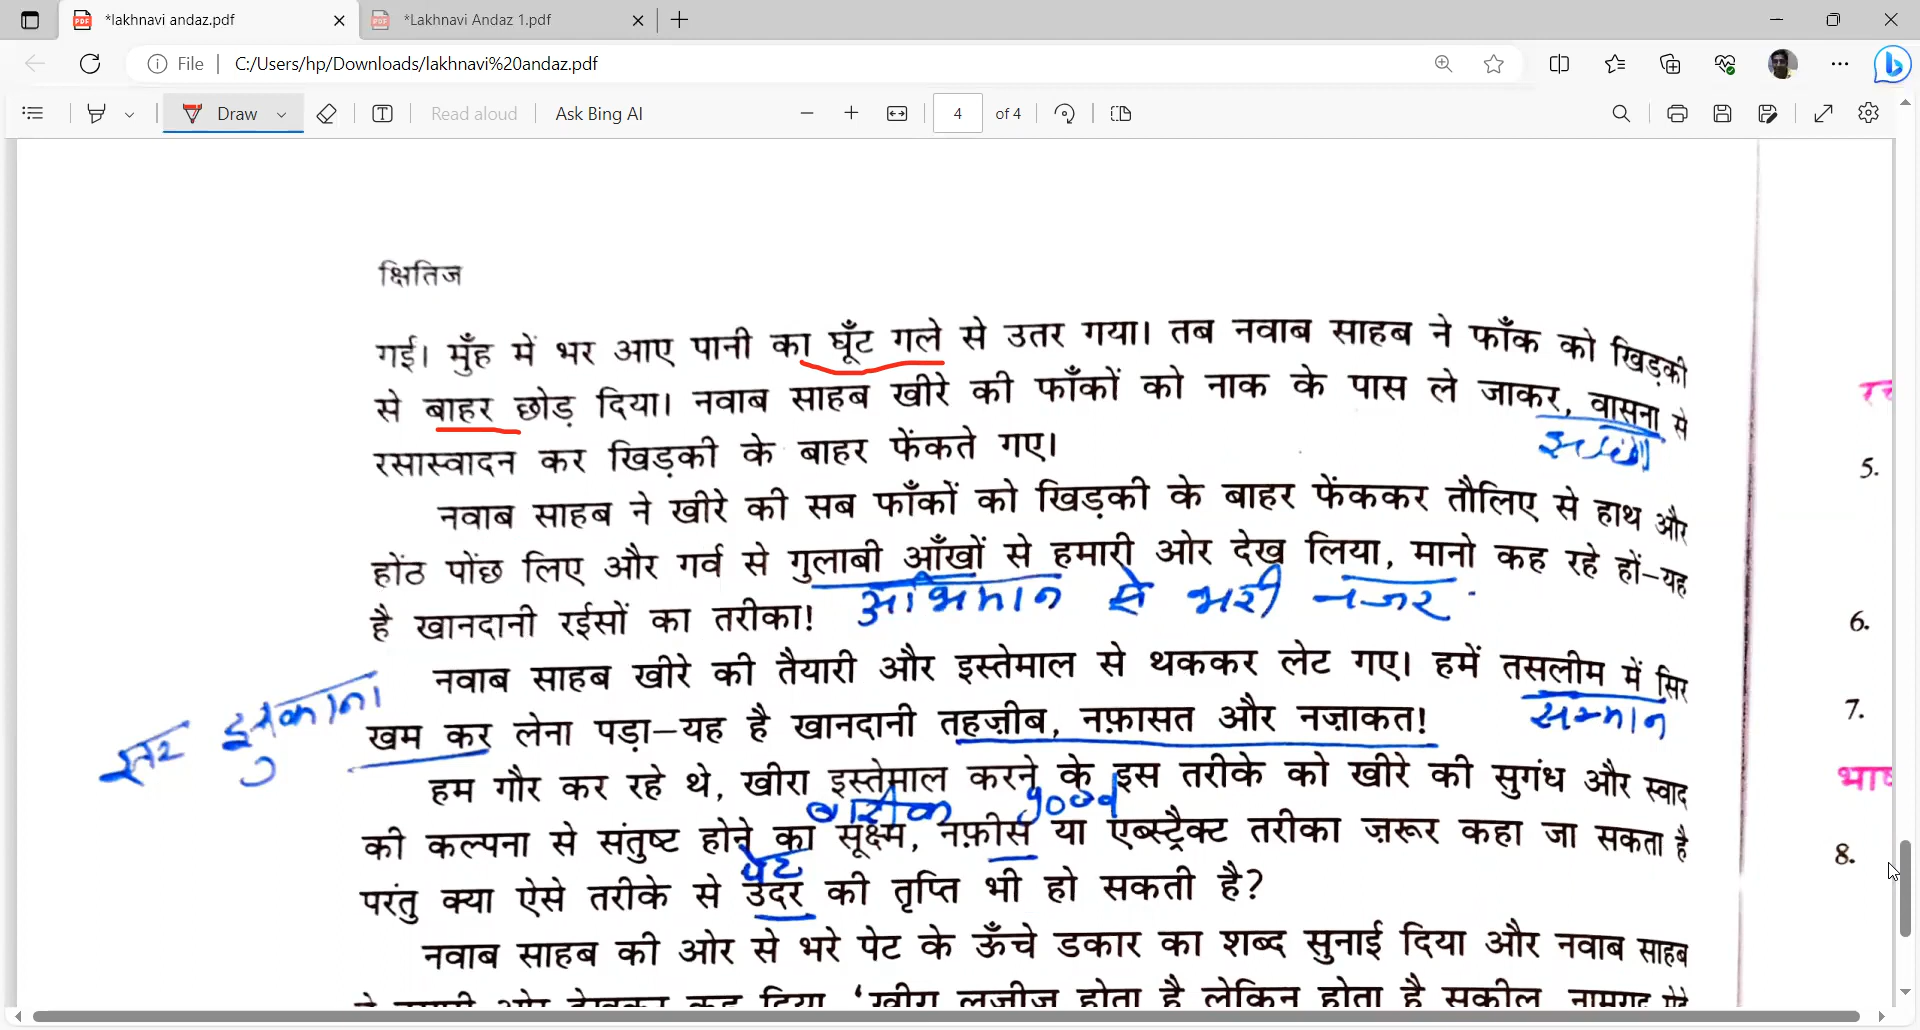 *lakhnavi andaz.pdf
*Lakhnavi Andaz 1.pdf
File
C:/Users/hp/Downloads/lakhnavi%20andaz.pdf
Draw
Read aloud
Ask Bing AI
4 of 4
क्षितिज
गई। मुँह में भर आए पानी का घूँट गले से उतर गया। तब नवाब साहब ने फाँक को खिड़की
से बाहर छोड़ दिया। नवाब साहब खीरे की फाँकों को नाक के पास ले जाकर, वासना से
रसास्वादन कर खिड़की के बाहर फेंकते गए।
5.
नवाब साहब ने खीरे की सब फाँकों को खिड़की के बाहर फेंककर तौलिए से हाथ और
होंठ पोंछ लिए और गर्व से गुलाबी आँखों से हमारी ओर देख लिया, मानो कह रहे हों–यह
अभिमान से भरी नजर
है खानदानी रईसों का तरीका!
6.
नवाब साहब खीरे की तैयारी और इस्तेमाल से थककर लेट गए। हमें तसलीम में सिर
सम्मान
7.
खम कर लेना पड़ा–यह है खानदानी तहज़ीब, नफ़ासत और नज़ाकत!
हम गौर कर रहे थे, खीरा इस्तेमाल करने के इस तरीके को खीरे की सुगंध और स्वाद
बारीक good
की कल्पना से संतुष्ट होने का सूक्ष्म, नफ़ीस या एब्स्ट्रैक्ट तरीका ज़रूर कहा जा सकता है
8.
पेट
परंतु क्या ऐसे तरीके से उदर की तृप्ति भी हो सकती है?
नवाब साहब की ओर से भरे पेट के ऊँचे डकार का शब्द सुनाई दिया और नवाब साहब
कह दिया, 'खीरा लज़ीज़ होता है लेकिन होता है सकील,